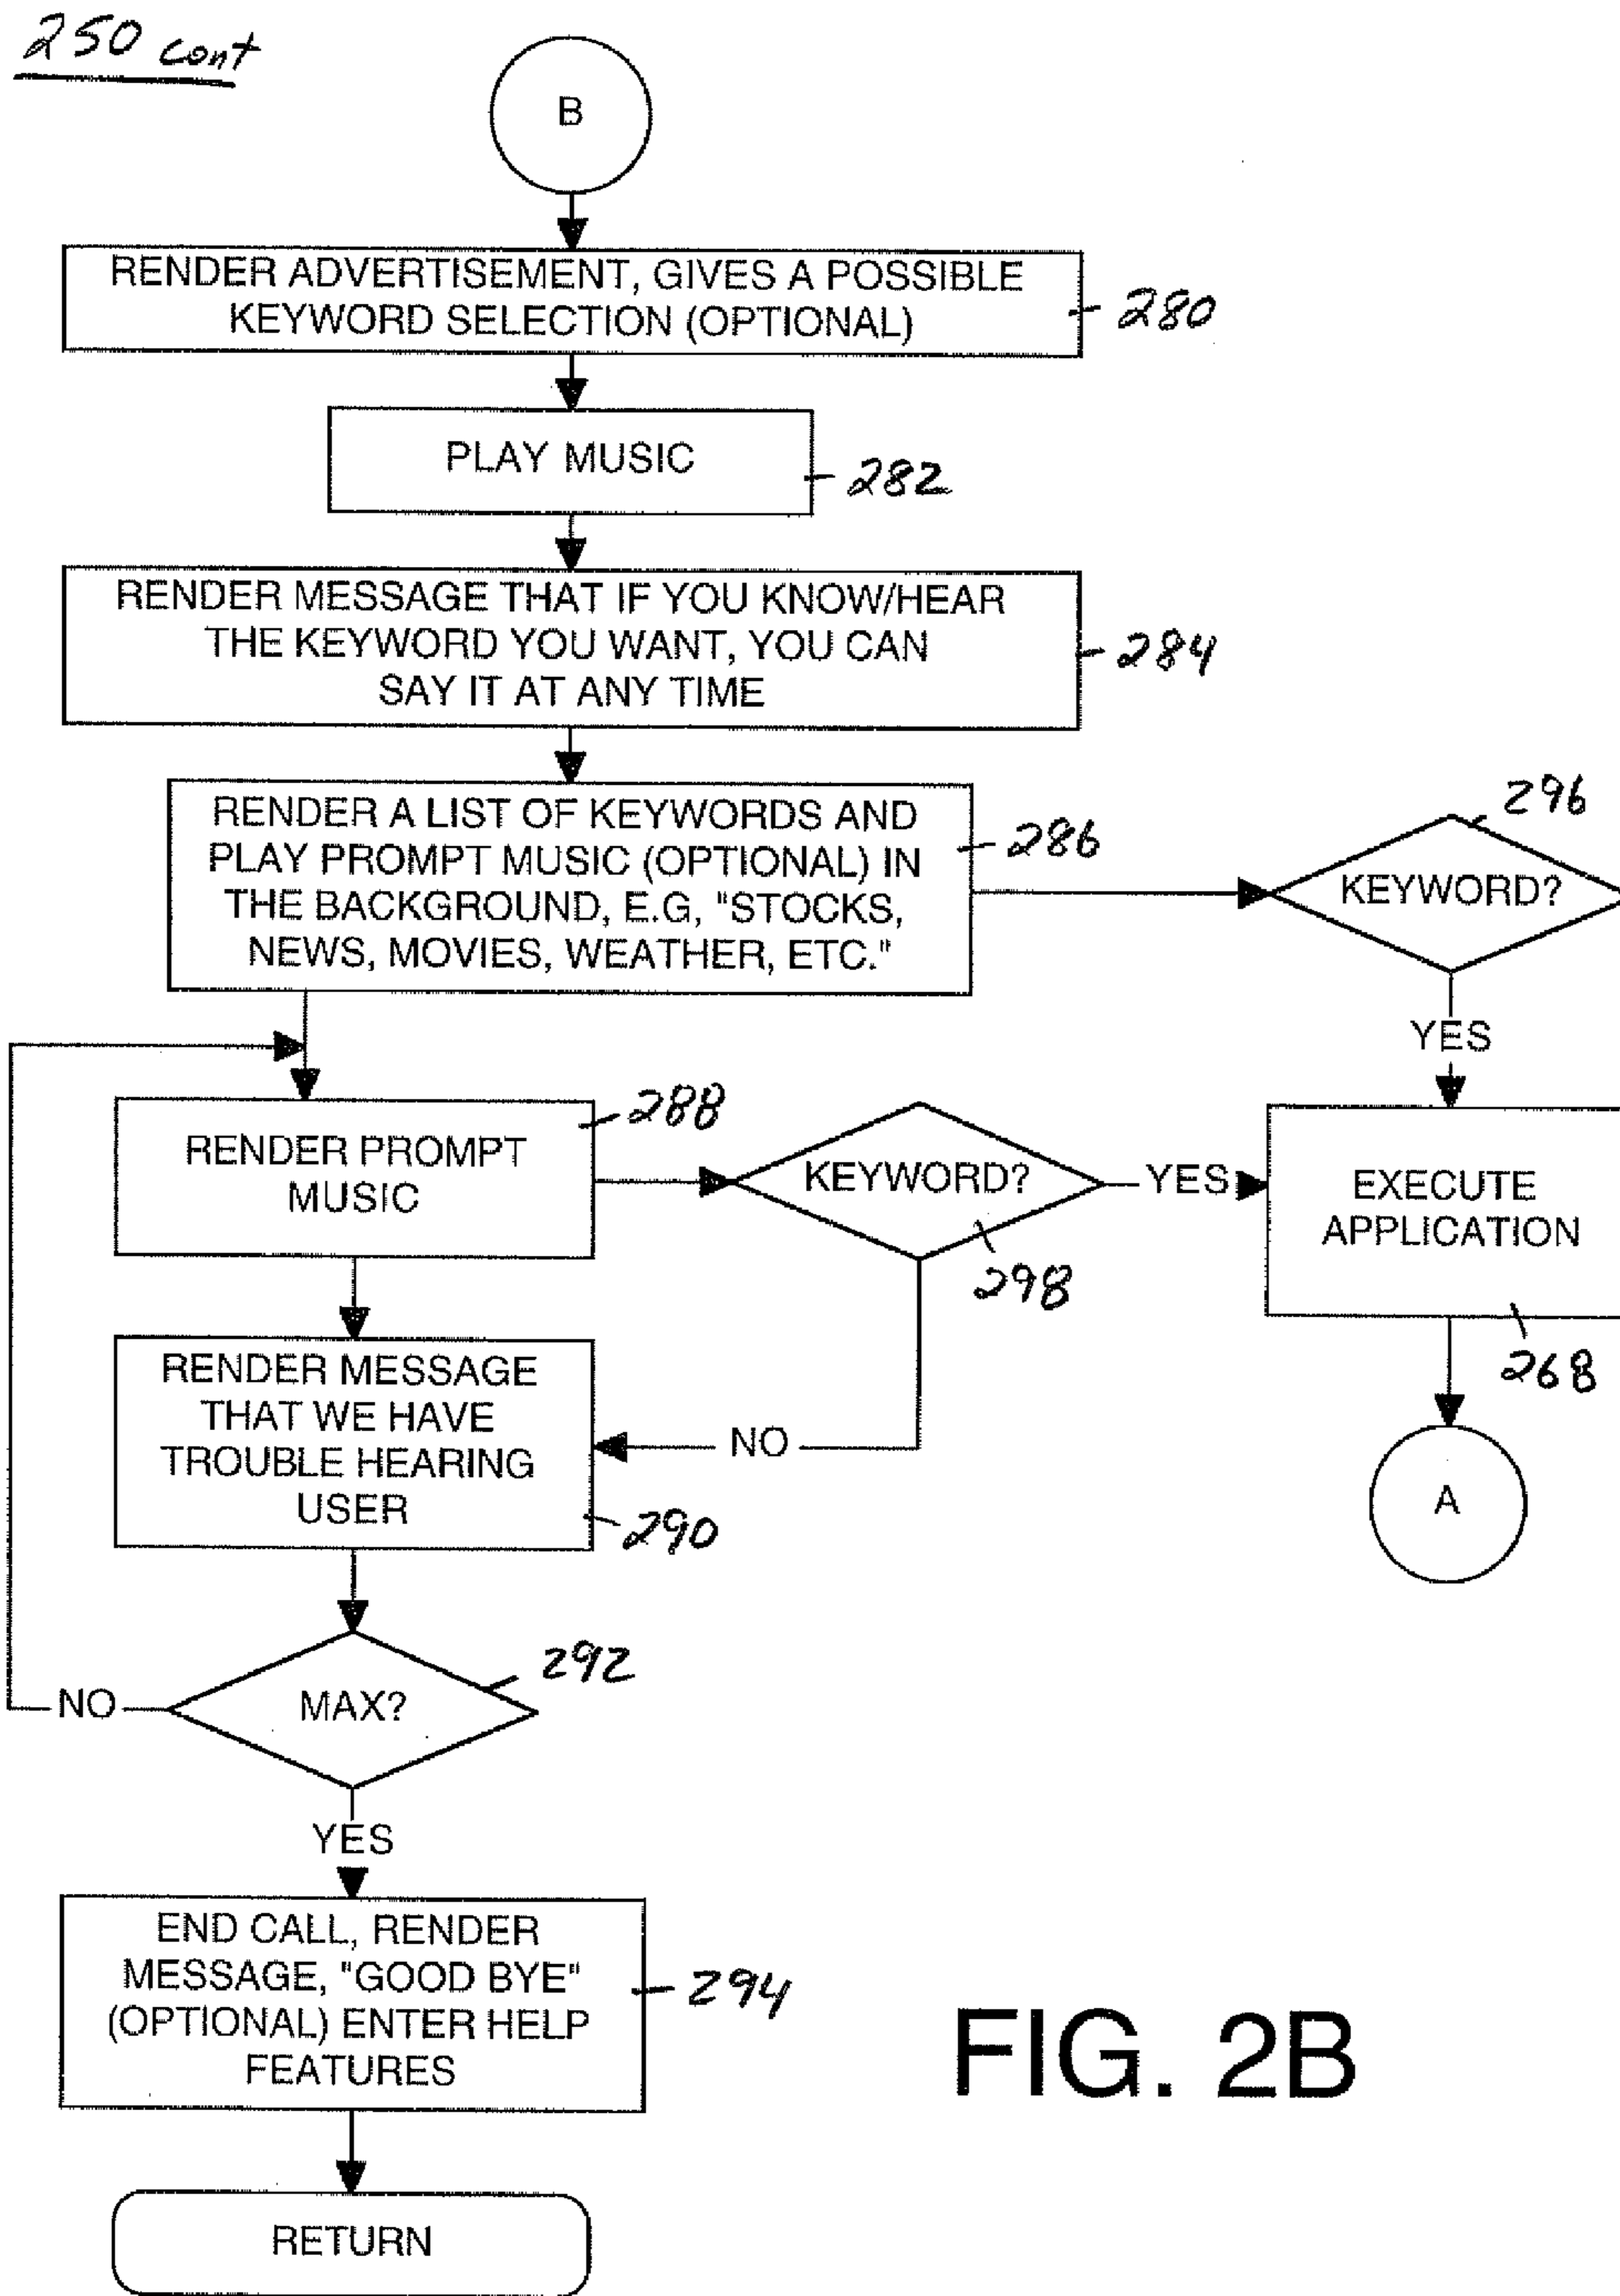 250 cont
B
RENDER ADVERTISEMENT, GIVES A POSSIBLE
KEYWORD SELECTION (OPTIONAL)
280
PLAY MUSIC
282
RENDER MESSAGE THAT IF YOU KNOW/HEAR
THE KEYWORD YOU WANT, YOU CAN
SAY IT AT ANY TIME
284
RENDER A LIST OF KEYWORDS AND
PLAY PROMPT MUSIC (OPTIONAL) IN
THE BACKGROUND, E.G, "STOCKS,
NEWS, MOVIES, WEATHER, ETC."
286
296
KEYWORD?
YES
RENDER PROMPT
MUSIC
288
KEYWORD?
298
YES
EXECUTE
APPLICATION
268
NO
A
RENDER MESSAGE
THAT WE HAVE
TROUBLE HEARING
USER
290
MAX?
292
NO
YES
END CALL, RENDER
MESSAGE, "GOOD BYE"
(OPTIONAL) ENTER HELP
FEATURES
294
RETURN
FIG. 2B